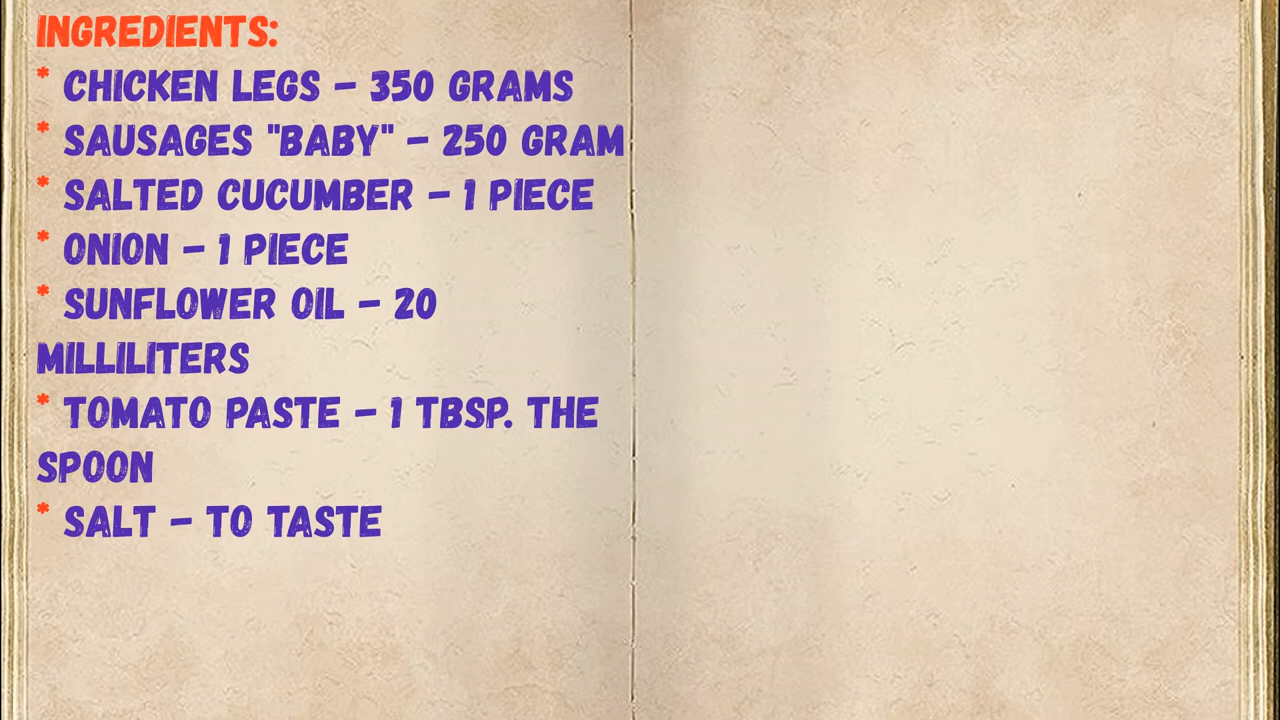 INGREDIENTS:
* CHICKEN LEGS – 350 GRAMS
* SAUSAGES "BABY" – 250 GRAM
* SALTED CUCUMBER – 1 PIECE
* ONION – 1 PIECE
* SUNFLOWER OIL – 20
MILLILITERS
* TOMATO PASTE – 1 TBSP. THE
SPOON
* SALT – TO TASTE